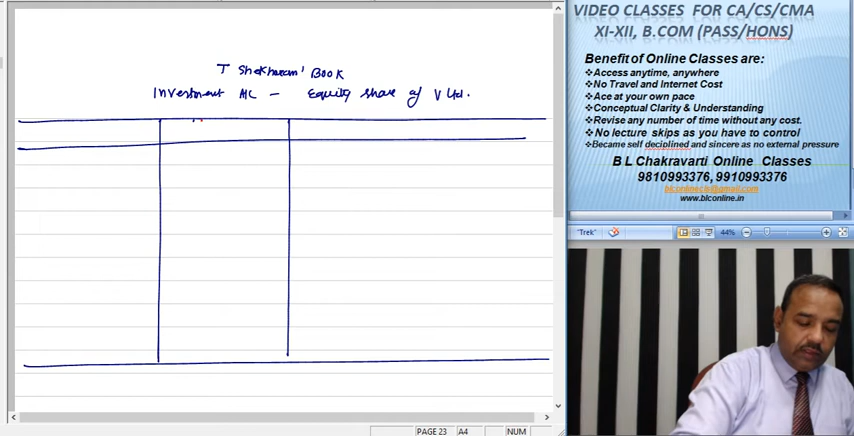 T Shekharam' Book
Investment A/c – Equity share of V Ltd.
VIDEO CLASSES FOR CA/CS/CMA
XI-XII, B.COM (PASS/HONS)
Benefit of Online Classes are:
❖Access anytime, anywhere
❖No Travel and Internet Cost
❖Ace at your own pace
❖Conceptual Clarity & Understanding
❖Revise any number of time without any cost.
❖No lecture skips as you have to control
❖Became self deciplined and sincere as no external pressure
B L Chakravarti Online Classes
9810993376, 9910993376
www.blconline.in
"Trek"
44%
PAGE 23 A4 NUM